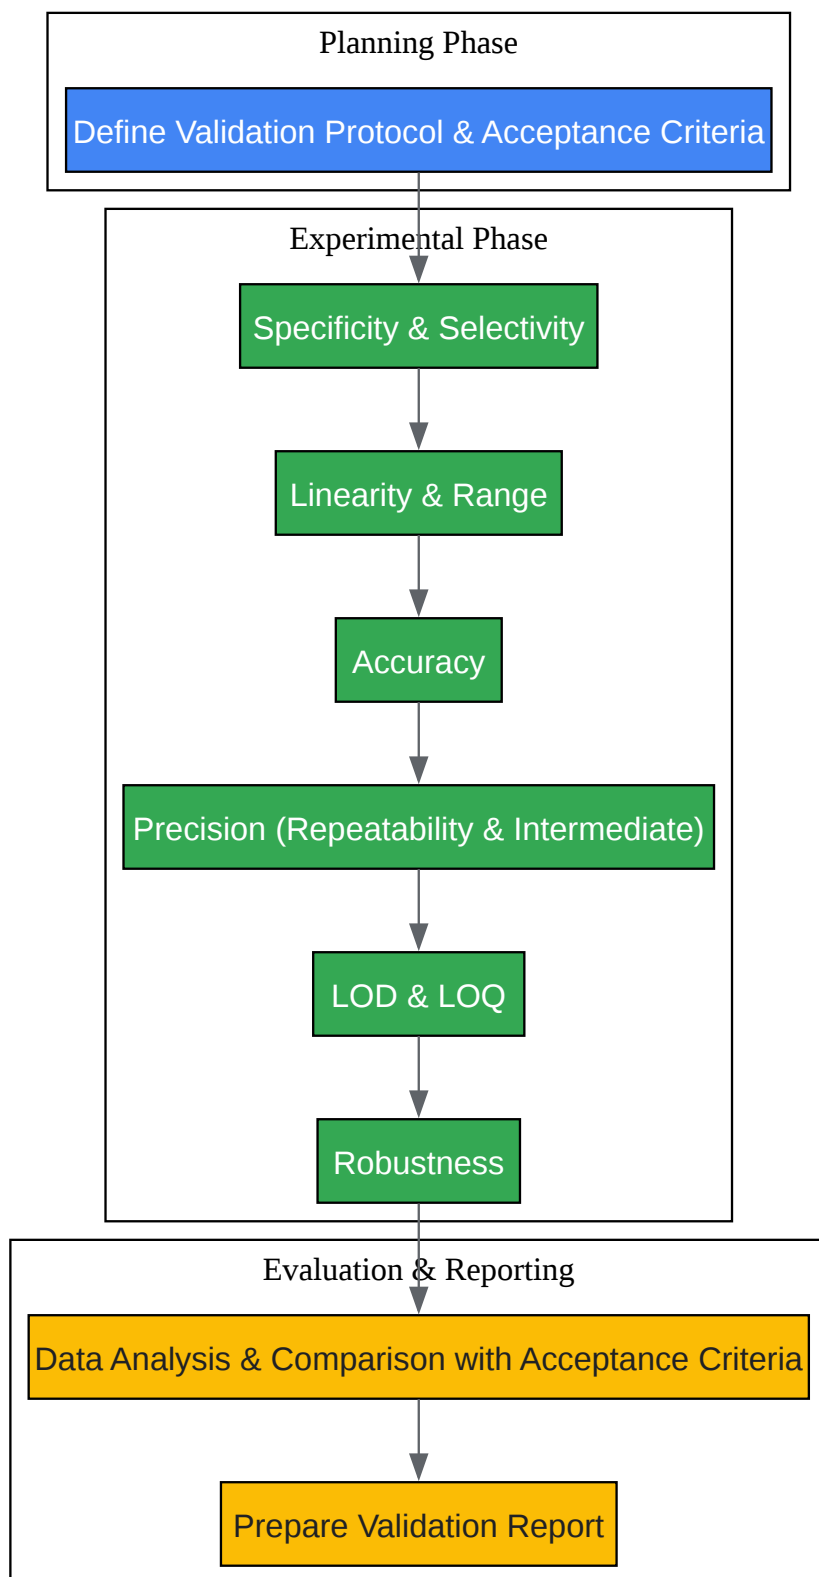 Planning Phase
Define Validation Protocol & Acceptance Criteria
Experimental Phase
Specificity & Selectivity
Linearity & Range
Accuracy
Precision (Repeatability & Intermediate)
LOD & LOQ
Robustness
Evaluation & Reporting
Data Analysis & Comparison with Acceptance Criteria
Prepare Validation Report